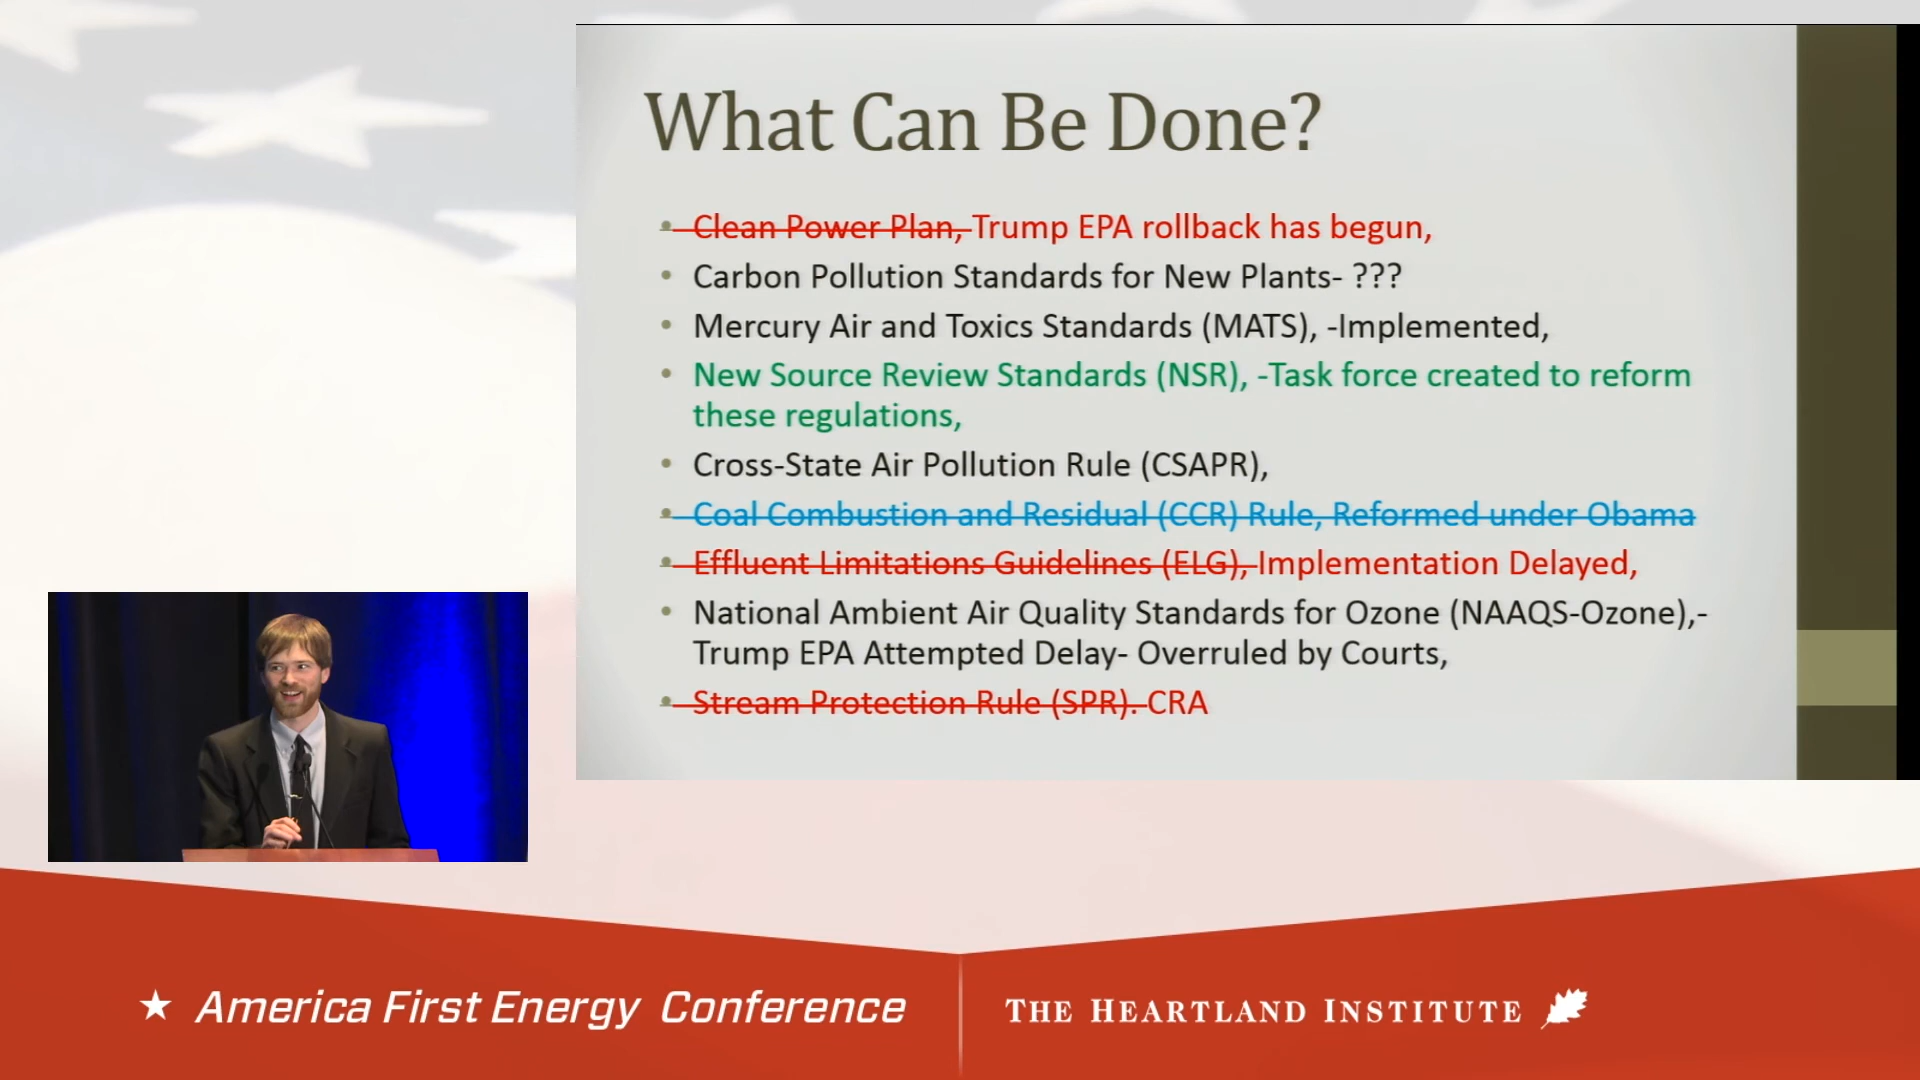 What Can Be Done?
• Clean Power Plan, Trump EPA rollback has begun,
• Carbon Pollution Standards for New Plants- ???
• Mercury Air and Toxics Standards (MATS), -Implemented,
• New Source Review Standards (NSR), -Task force created to reform
these regulations,
• Cross-State Air Pollution Rule (CSAPR),
• Coal Combustion and Residual (CCR) Rule, Reformed under Obama
• Effluent Limitations Guidelines (ELG), Implementation Delayed,
• National Ambient Air Quality Standards for Ozone (NAAQS-Ozone),-
Trump EPA Attempted Delay- Overruled by Courts,
• Stream Protection Rule (SPR). CRA
America First Energy Conference
THE HEARTLAND INSTITUTE